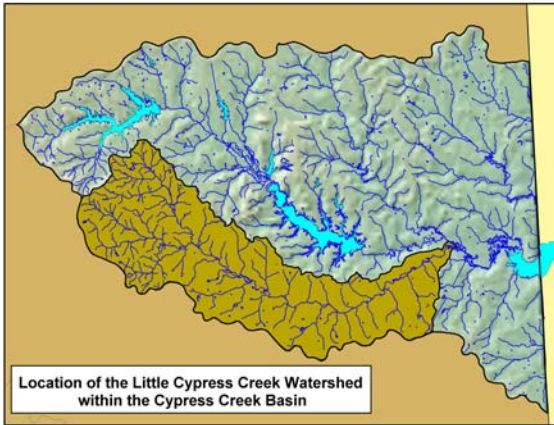 Location of the Little Cypress Creek Watershed
within the Cypress Creek Basin